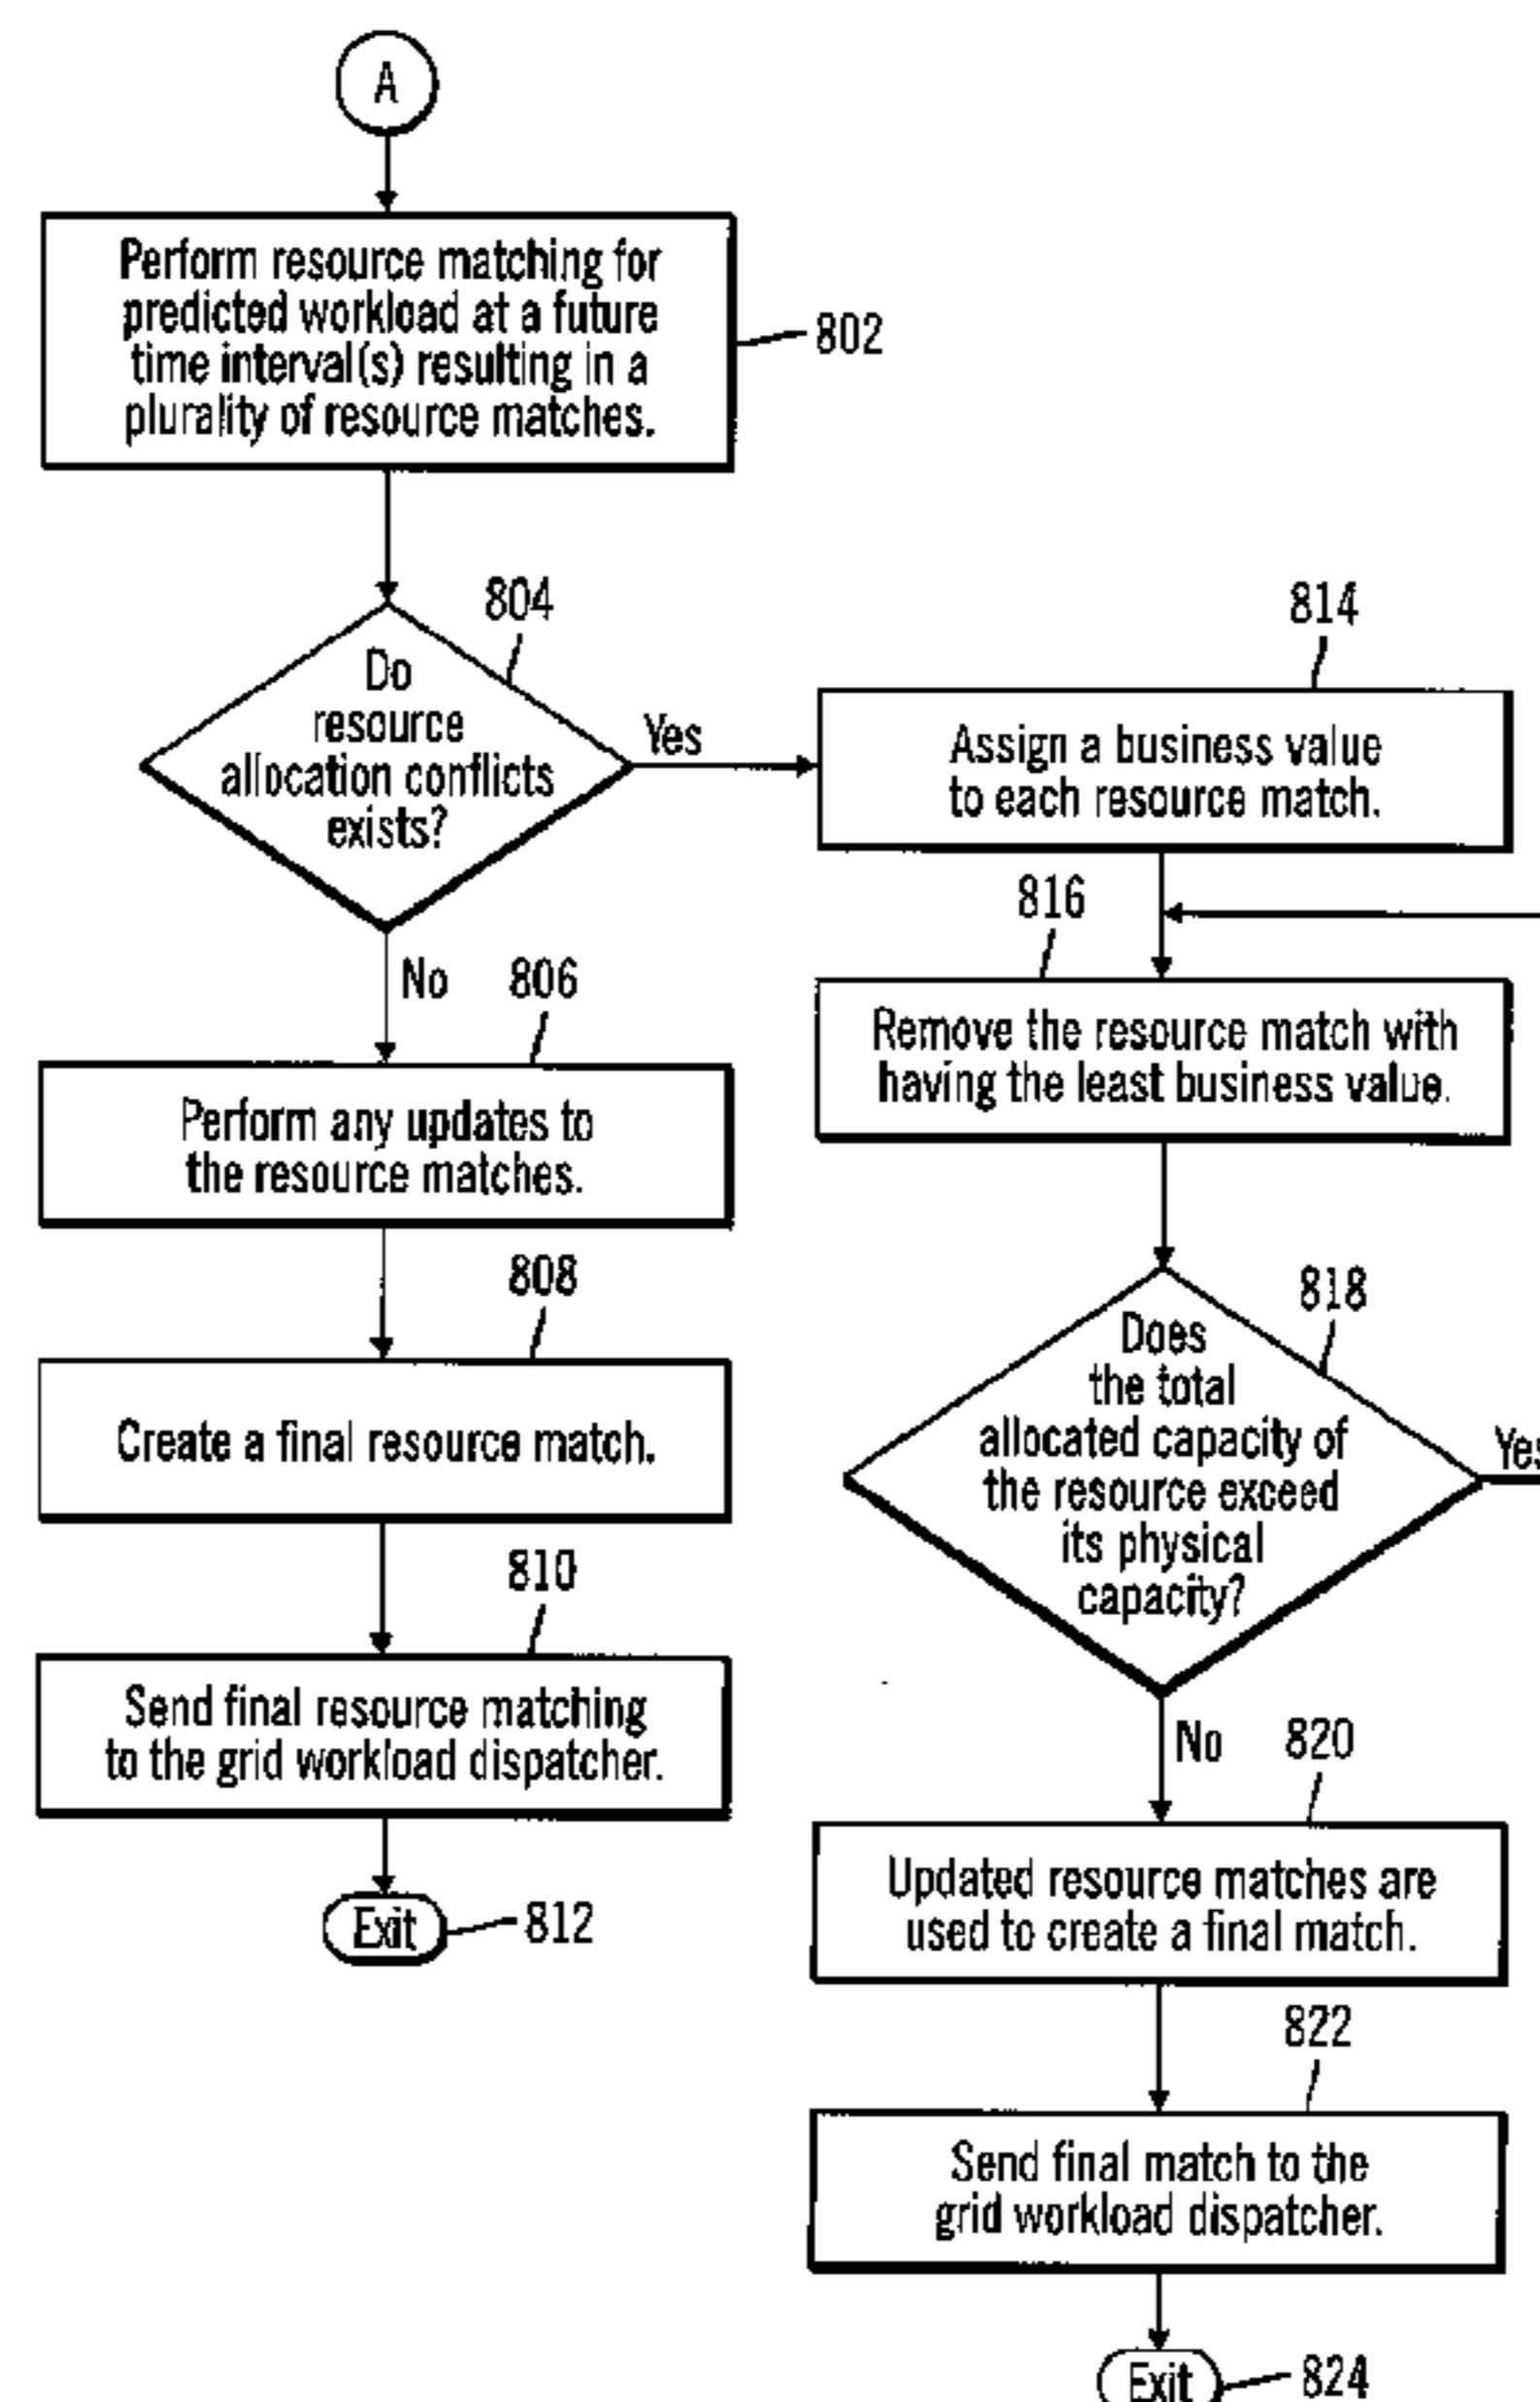 A
Perform resource matching for
predicted workload at a future
time interval(s) resulting in a
plurality of resource matches.
802
804
Do
resource
allocation conflicts
exists?
Yes
No
806
Perform any updates to
the resource matches.
808
Create a final resource match.
810
Send final resource matching
to the grid workload dispatcher.
Exit
812
814
Assign a business value
to each resource match.
816
Remove the resource match with
having the least business value.
818
Does
the total
allocated capacity of
the resource exceed
its physical
capacity?
Yes
No
820
Updated resource matches are
used to create a final match.
822
Send final match to the
grid workload dispatcher.
Exit
824